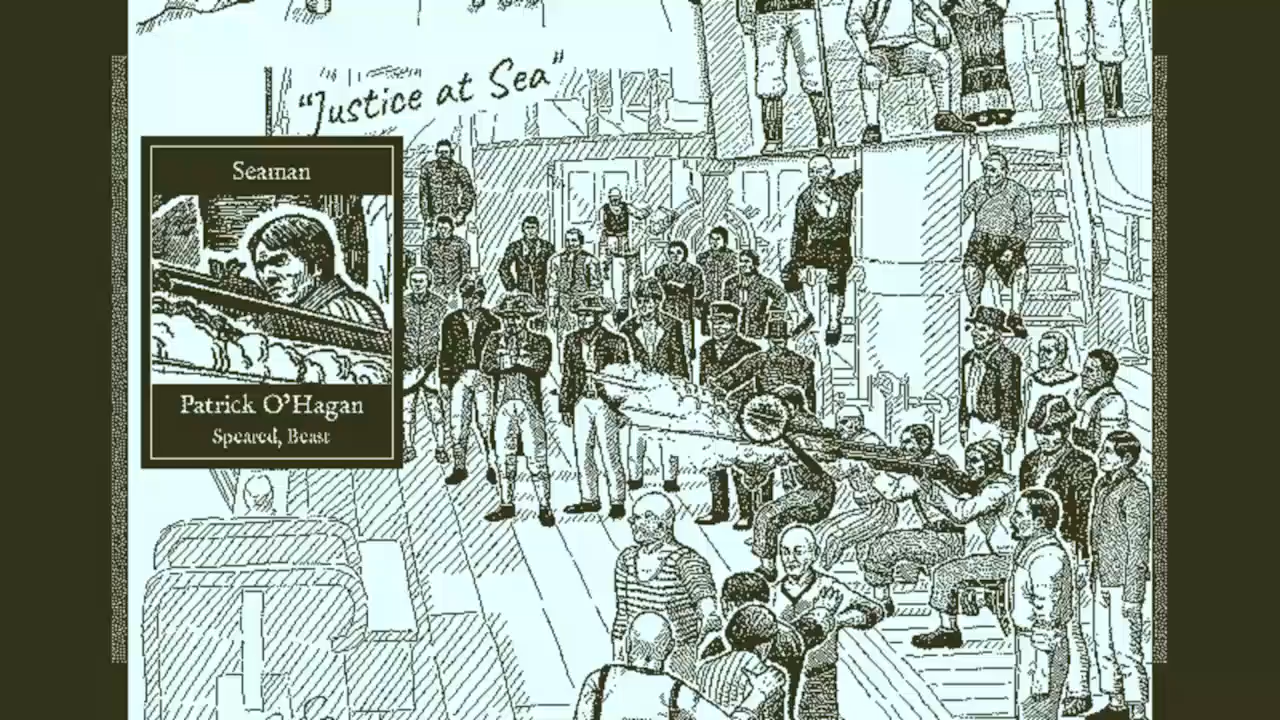 “Justice at Sea”
Seaman
Patrick O’Hagan
Speared, Beast